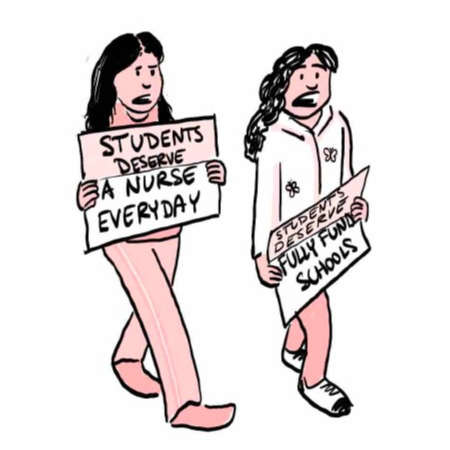 STUDENTS
DESERVE
A NURSE
EVERYDAY
STUDENTS
DESERVE
FULLY FUND
SCHOOLS